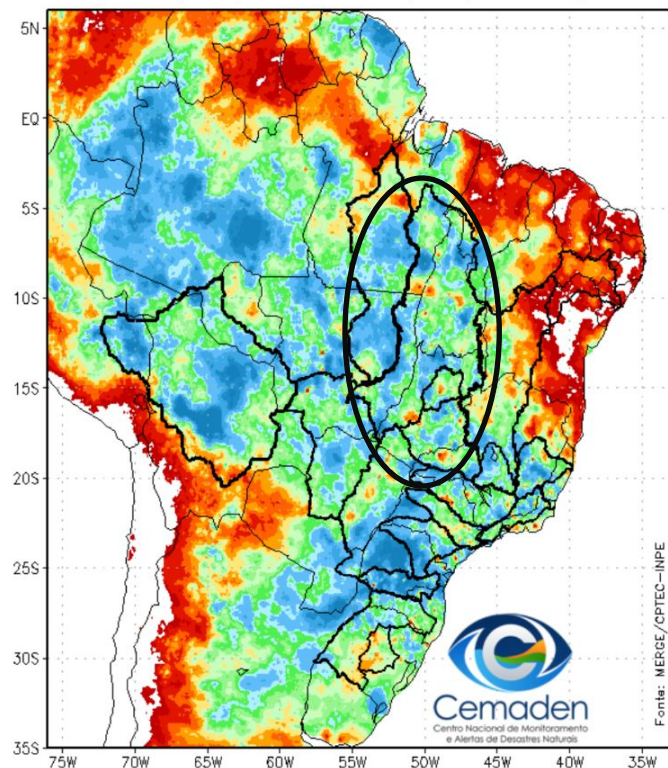 5N
EQ
5S
10S
15S
20S
25S
30S
35S
75W
70W
65W
60W
55W
50W
45W
40W
35W
Cemaden
Centro Nacional de Monitoramento
e Alertas de Desastres Naturais
Fonte: MERGE/CPTEC-INPE